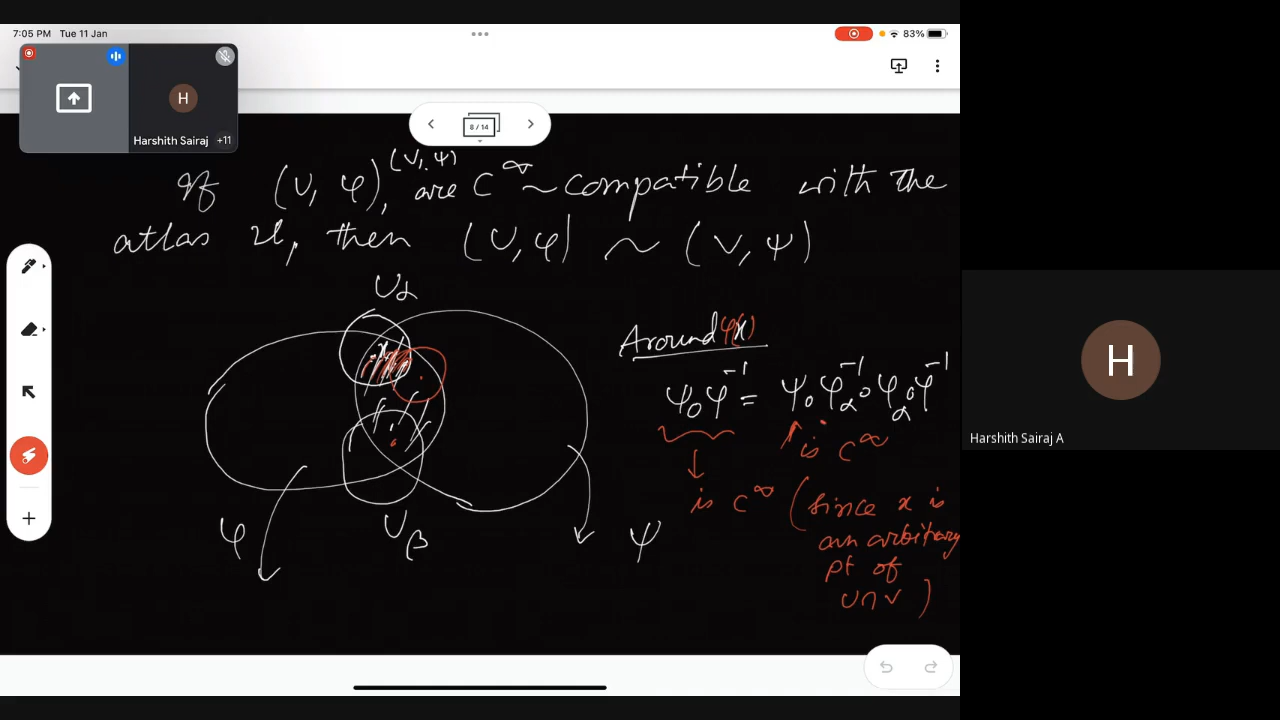 7:05 PM Tue 11 Jan
83%
H
Harshith Sairaj +11
8 / 14
If (U, φ), (V, ψ) are C^∞ ~ compatible with the
atlas 𝒰, then (U, φ) ~ (V, ψ)
U_α
Around φ(x)
ψ∘φ^-1 = ψ∘φ_α^-1∘φ_α∘φ^-1
is C^∞
is C^∞ (since x is
an arbitrary
pt of
U∩V)
φ
U_β
ψ
H
Harshith Sairaj A